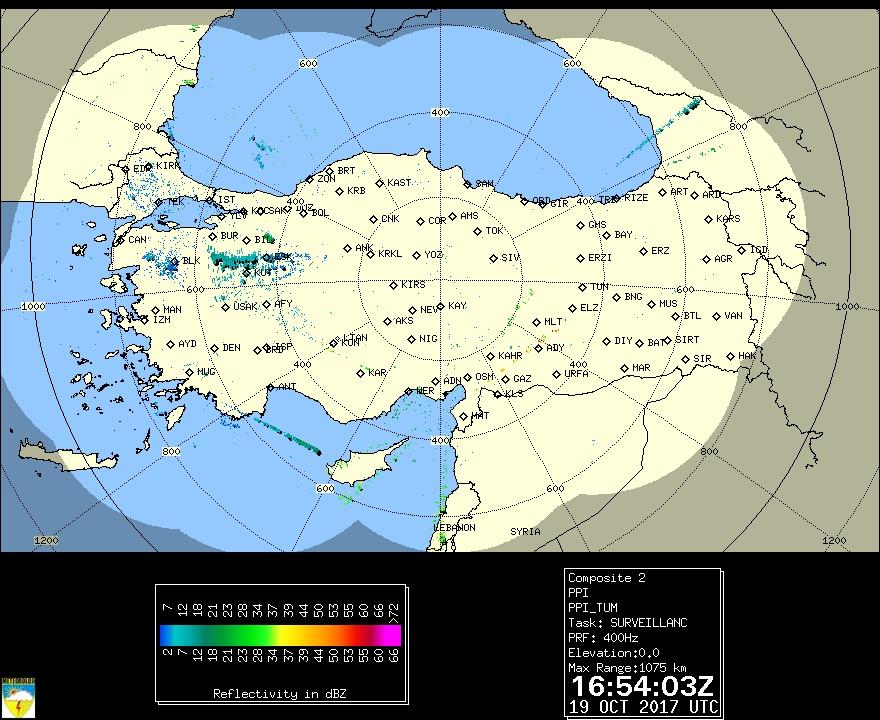 600
600
400
800
800
EDR
KIRK
BRT
ZON
KRB
KAST
SAM
TEK
IST
400
400
ORD
GIR
RIZE
ART
ARD
YLV
KOC
SAK
DUZ
BOL
CNK
COR
AMS
TOK
GMS
BAY
KARS
CAN
BUR
ANK
KRKL
YOZ
SIV
ERZI
ERZ
AGR
IGD
BLK
ESK
KUT
600
KIRS
TUN
600
1000
MAN
IZM
USAK
AFY
NEV
KAY
AKS
MLT
ELZ
BNG
MUS
BTL
VAN
1000
AYD
DEN
ISP
BRD
KON
NIG
KAHR
ADY
DIY
BAT
SIRT
MUG
ANT
400
KAR
MER
ADN
OSM
GAZ
KLS
400
URFA
MAR
SIR
HAK
HAT
400
800
800
600
600
LEBANON
SYRIA
1200
1200
7 12 18 21 23 28 34 37 39 44 50 53 55 60 66 >72
2 7 12 18 21 23 28 34 37 39 44 50 53 55 60 66
Reflectivity in dBZ
Composite 2
PPI
PPI_TUM
Task: SURVEILLANC
PRF: 400Hz
Elevation:0.0
Max Range:1075 km
16:54:03Z
19 OCT 2017 UTC